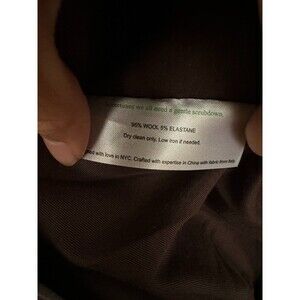 we all need a gentle scrubdown.
95% WOOL 5% ELASTANE
Dry clean only. Low iron if needed.
with love in NYC. Crafted with expertise in China with fabric from Italy.